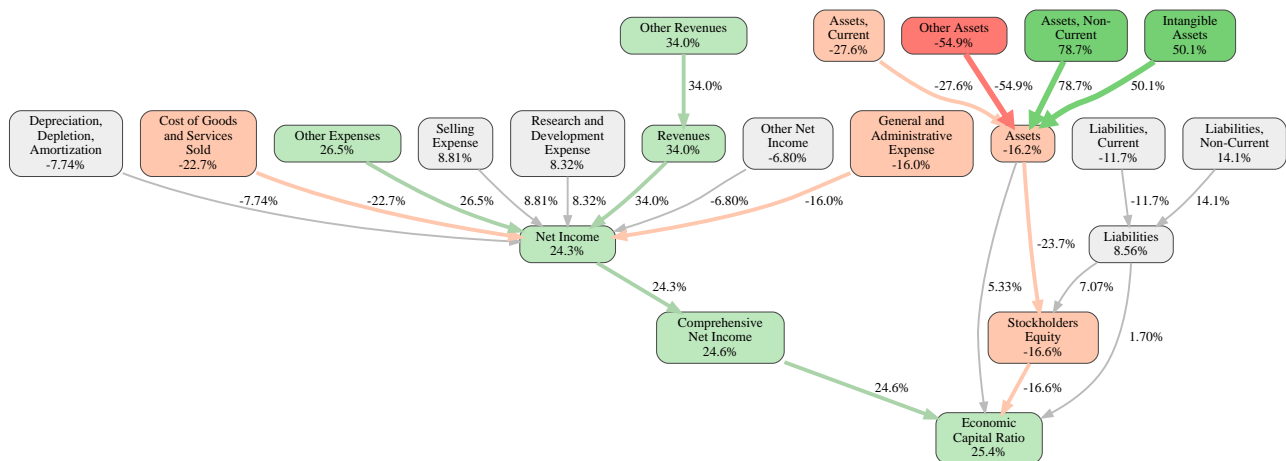 Other Revenues
34.0%
Assets,
Current
-27.6%
Other Assets
-54.9%
Assets, Non-
Current
78.7%
Intangible
Assets
50.1%
34.0%
-27.6%
-54.9%
78.7%
50.1%
Depreciation,
Depletion,
Amortization
-7.74%
Cost of Goods
and Services
Sold
-22.7%
Other Expenses
26.5%
Selling
Expense
8.81%
Research and
Development
Expense
8.32%
Revenues
34.0%
Other Net
Income
-6.80%
General and
Administrative
Expense
-16.0%
Assets
-16.2%
Liabilities,
Current
-11.7%
Liabilities,
Non-Current
14.1%
-7.74%
-22.7%
26.5%
8.81%
8.32%
34.0%
-6.80%
-16.0%
-11.7%
14.1%
Net Income
24.3%
-23.7%
Liabilities
8.56%
24.3%
5.33%
7.07%
Comprehensive
Net Income
24.6%
Stockholders
Equity
-16.6%
1.70%
24.6%
-16.6%
Economic
Capital Ratio
25.4%